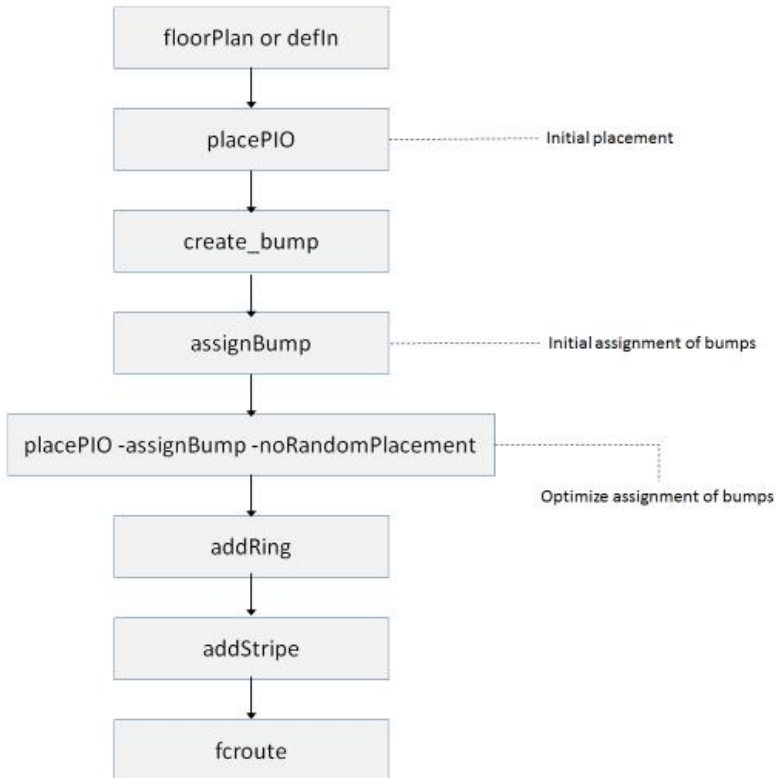 floorPlan or defIn
placePIO
Initial placement
create_bump
assignBump
Initial assignment of bumps
placePIO -assignBump -noRandomPlacement
Optimize assignment of bumps
addRing
addStripe
fcroute